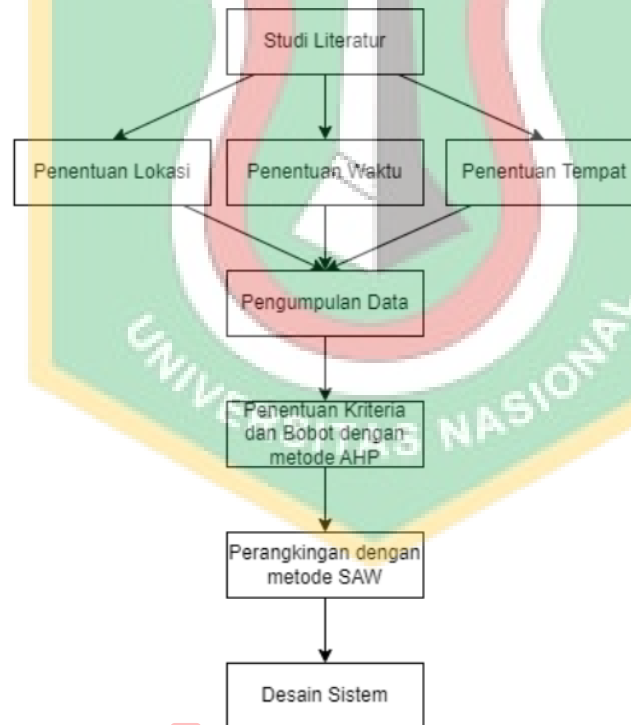 Studi Literatur
Penentuan Lokasi
Penentuan Waktu
Penentuan Tempat
Pengumpulan Data
UNIVERSITAS NASIONAL
Penentuan Kriteria
dan Bobot dengan
metode AHP
Perangkingan dengan
metode SAW
Desain Sistem